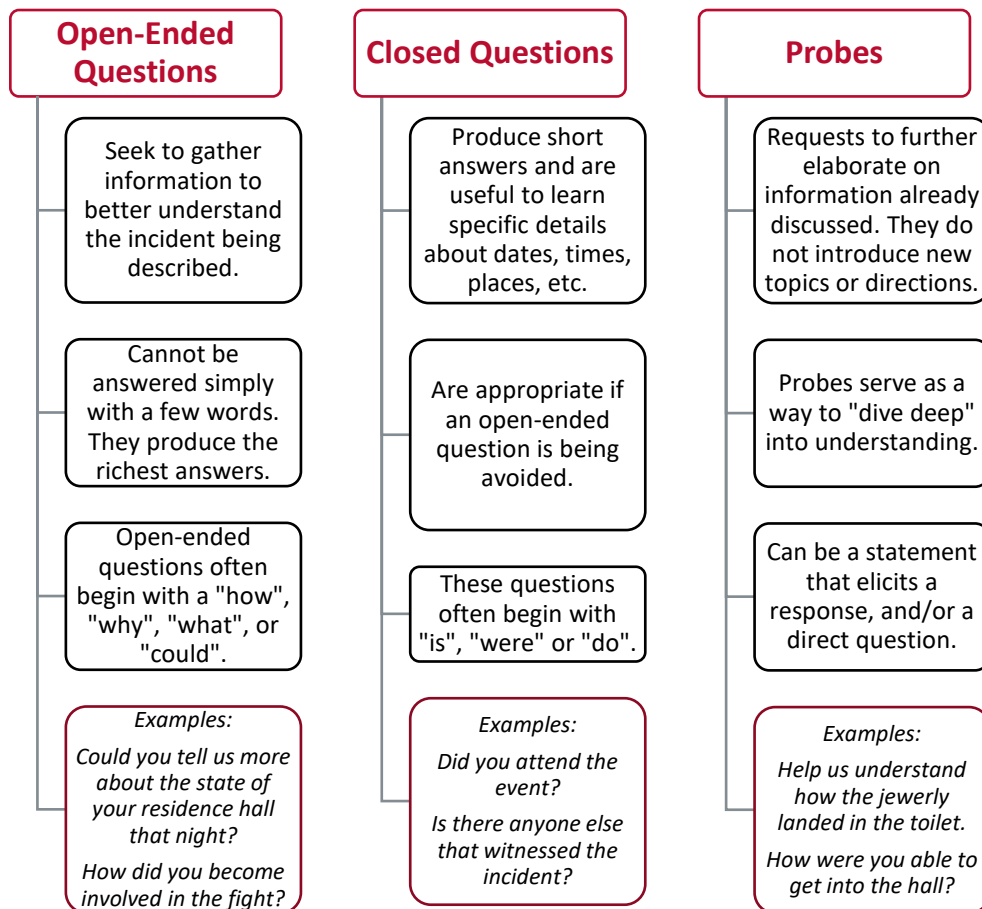 Open-Ended
Questions
Seek to gather
information to
better understand
the incident being
described.
Cannot be
answered simply
with a few words.
They produce the
richest answers.
Open-ended
questions often
begin with a "how",
"why", "what", or
"could".
Examples:
Could you tell us more
about the state of
your residence hall
that night?
How did you become
involved in the fight?
Closed Questions
Produce short
answers and are
useful to learn
specific details
about dates, times,
places, etc.
Are appropriate if
an open-ended
question is being
avoided.
These questions
often begin with
"is", "were" or "do".
Examples:
Did you attend the
event?
Is there anyone else
that witnessed the
incident?
Probes
Requests to further
elaborate on
information already
discussed. They do
not introduce new
topics or directions.
Probes serve as a
way to "dive deep"
into understanding.
Can be a statement
that elicits a
response, and/or a
direct question.
Examples:
Help us understand
how the jewerly
landed in the toilet.
How were you able to
get into the hall?